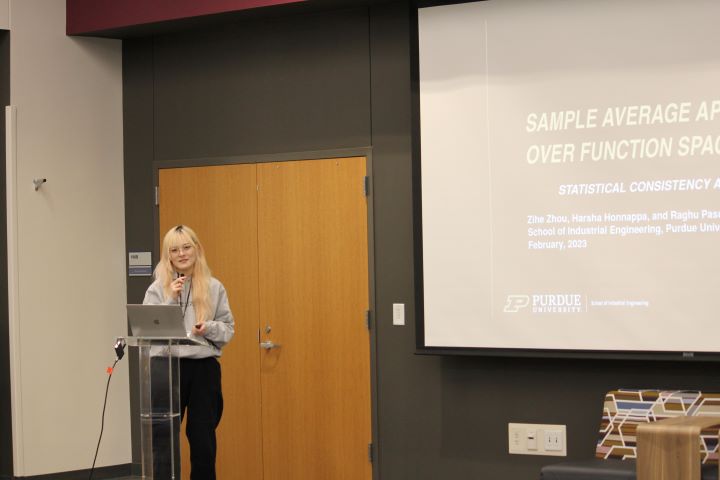 SAMPLE AVERAGE AP
OVER FUNCTION SPAC
STATISTICAL CONSISTENCY A
Zihe Zhou, Harsha Honnappa, and Raghu Pasu
School of Industrial Engineering, Purdue Univ
February, 2023
PURDUE
UNIVERSITY
School of Industrial Engineering